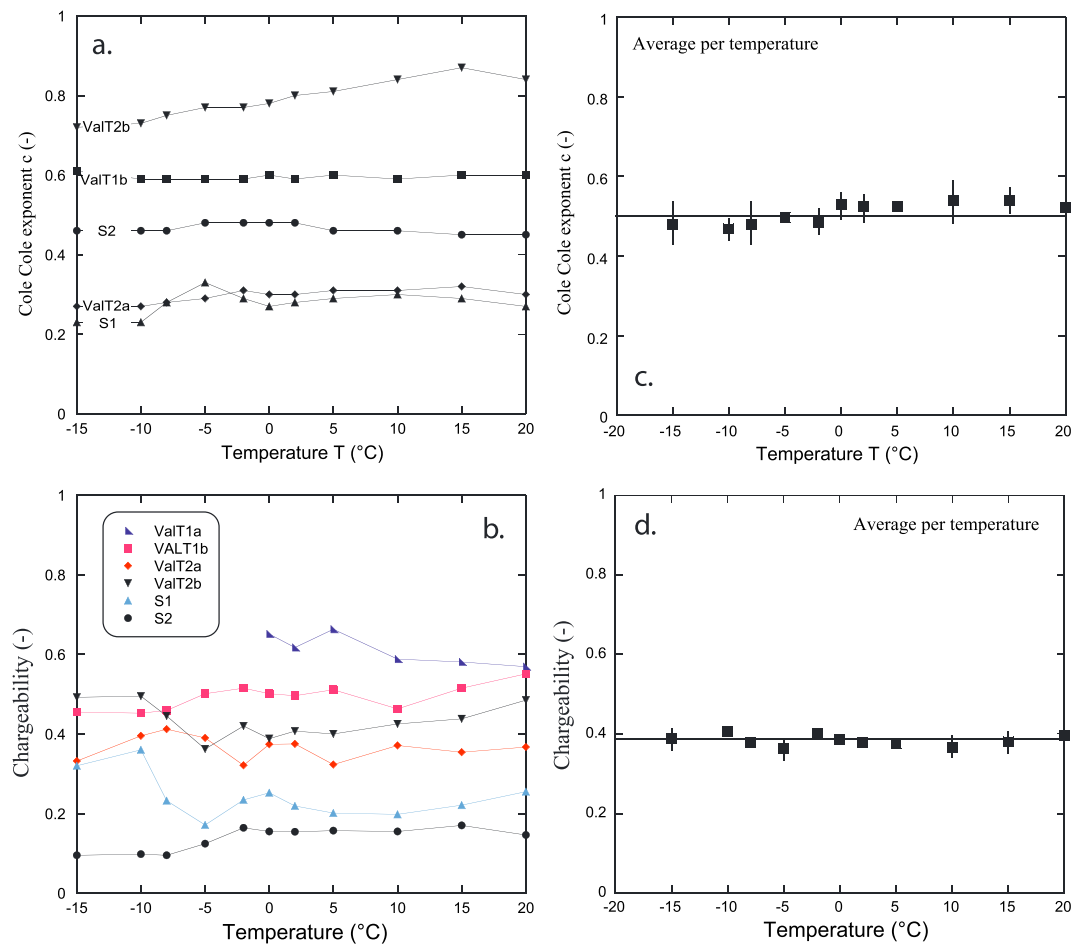 a.
1
0.8
0.6
0.4
0.2
0
ValT2b
ValT1b
S2
ValT2a
S1
-15
-10
-5
0
5
10
15
20
Temperature T (°C)
Cole Cole exponent c (-)
Average per temperature
c.
1
0.8
0.6
0.4
0.2
0
-20
-15
-10
-5
0
5
10
15
20
Temperature T (°C)
Cole Cole exponent c (-)
b.
ValT1a
VALT1b
ValT2a
ValT2b
S1
S2
1
0.8
0.6
0.4
0.2
0
-15
-10
-5
0
5
10
15
20
Temperature (°C)
Chargeability (-)
d.
Average per temperature
1
0.8
0.6
0.4
0.2
0
-20
-15
-10
-5
0
5
10
15
20
Temperature (°C)
Chargeability (-)